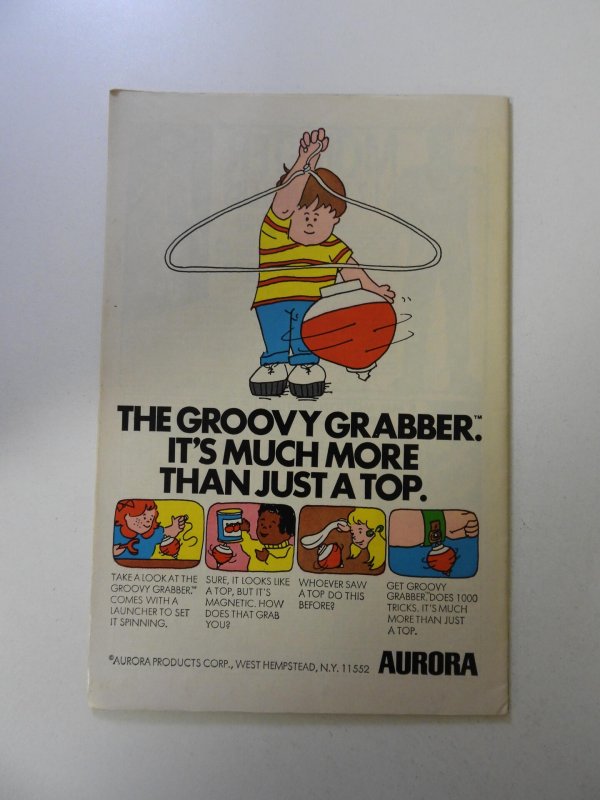 THE GROOVY GRABBER.™
IT'S MUCH MORE
THAN JUST A TOP.
TAKE A LOOK AT THE
GROOVY GRABBER.™
COMES WITH A
LAUNCHER TO SET
IT SPINNING.
SURE, IT LOOKS LIKE
A TOP, BUT IT'S
MAGNETIC. HOW
DOES THAT GRAB
YOU?
WHOEVER SAW
A TOP DO THIS
BEFORE?
GET GROOVY
GRABBER. DOES 1000
TRICKS. IT'S MUCH
MORE THAN JUST
A TOP.
©AURORA PRODUCTS CORP., WEST HEMPSTEAD, N.Y. 11552 AURORA